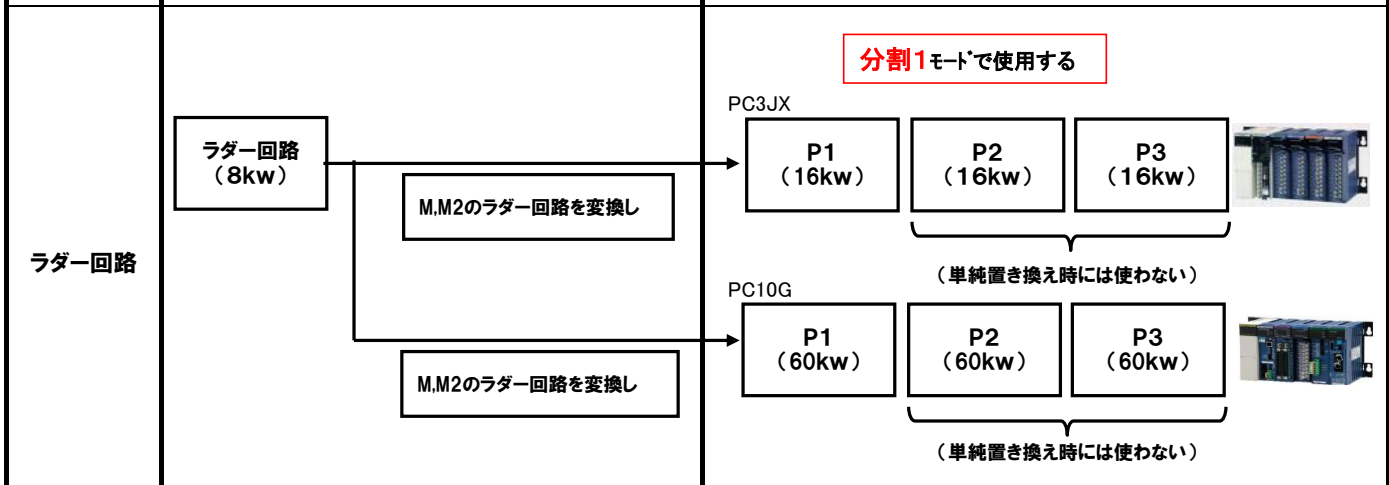 分割1モードで使用する
PC3JX
ラダー回路
（8kw）
P1
（16kw）
P2
（16kw）
P3
（16kw）
M,M2のラダー回路を変換し
（単純置き換え時には使わない）
ラダー回路
PC10G
P1
（60kw）
P2
（60kw）
P3
（60kw）
M,M2のラダー回路を変換し
（単純置き換え時には使わない）